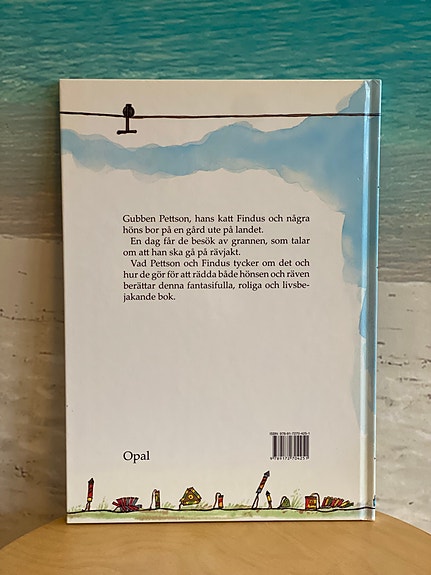 Gubben Pettson, hans katt Findus och några
höns bor på en gård ute på landet.
En dag får de besök av grannen, som talar
om att han ska gå på rävjakt.
Vad Pettson och Findus tycker om det och
hur de gör för att rädda både hönsen och räven
berättar denna fantasifulla, roliga och livsbe-
jakande bok.
Opal